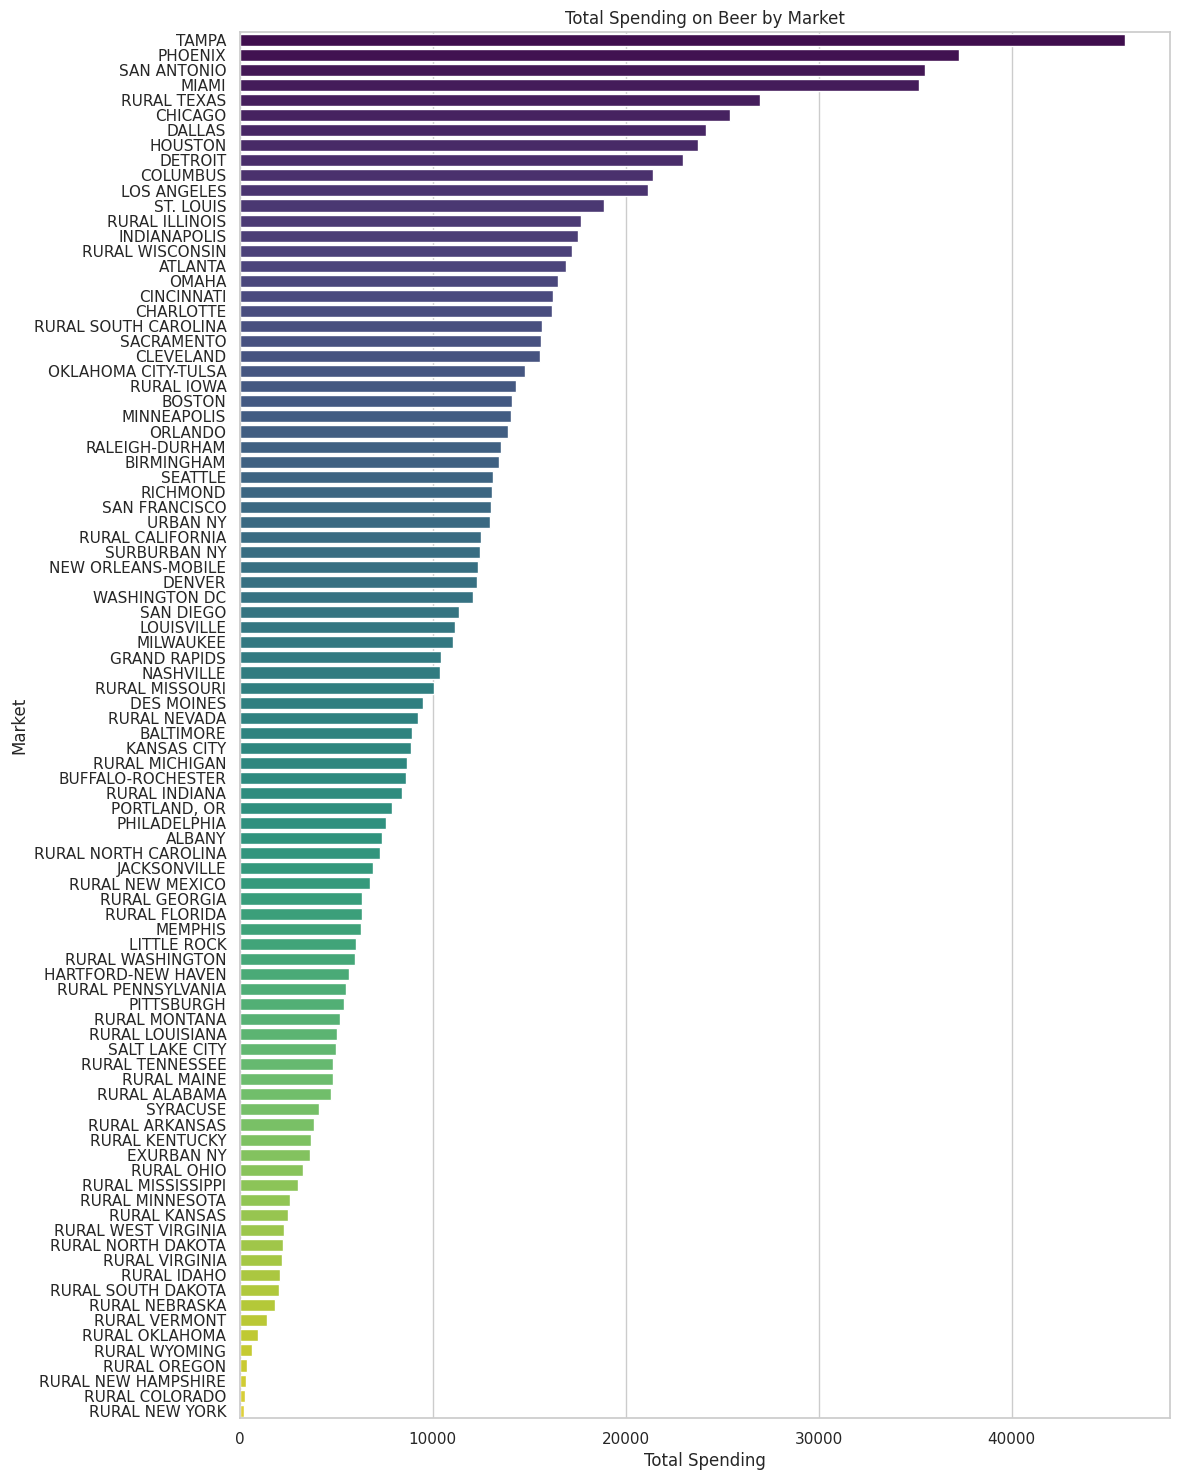 Total Spending on Beer by Market
TAMPA
PHOENIX
SAN ANTONIO
MIAMI
RURAL TEXAS
CHICAGO
DALLAS
HOUSTON
DETROIT
COLUMBUS
LOS ANGELES
ST. LOUIS
RURAL ILLINOIS
INDIANAPOLIS
RURAL WISCONSIN
ATLANTA
OMAHA
CINCINNATI
CHARLOTTE
RURAL SOUTH CAROLINA
SACRAMENTO
CLEVELAND
OKLAHOMA CITY-TULSA
RURAL IOWA
BOSTON
MINNEAPOLIS
ORLANDO
RALEIGH-DURHAM
BIRMINGHAM
SEATTLE
RICHMOND
SAN FRANCISCO
URBAN NY
RURAL CALIFORNIA
SURBURBAN NY
NEW ORLEANS-MOBILE
DENVER
WASHINGTON DC
SAN DIEGO
LOUISVILLE
MILWAUKEE
GRAND RAPIDS
NASHVILLE
RURAL MISSOURI
DES MOINES
RURAL NEVADA
BALTIMORE
KANSAS CITY
RURAL MICHIGAN
BUFFALO-ROCHESTER
RURAL INDIANA
PORTLAND, OR
PHILADELPHIA
ALBANY
RURAL NORTH CAROLINA
JACKSONVILLE
RURAL NEW MEXICO
RURAL GEORGIA
RURAL FLORIDA
MEMPHIS
LITTLE ROCK
RURAL WASHINGTON
HARTFORD-NEW HAVEN
RURAL PENNSYLVANIA
PITTSBURGH
RURAL MONTANA
RURAL LOUISIANA
SALT LAKE CITY
RURAL TENNESSEE
RURAL MAINE
RURAL ALABAMA
SYRACUSE
RURAL ARKANSAS
RURAL KENTUCKY
EXURBAN NY
RURAL OHIO
RURAL MISSISSIPPI
RURAL MINNESOTA
RURAL KANSAS
RURAL WEST VIRGINIA
RURAL NORTH DAKOTA
RURAL VIRGINIA
RURAL IDAHO
RURAL SOUTH DAKOTA
RURAL NEBRASKA
RURAL VERMONT
RURAL OKLAHOMA
RURAL WYOMING
RURAL OREGON
RURAL NEW HAMPSHIRE
RURAL COLORADO
RURAL NEW YORK
Market
0 10000 20000 30000 40000
Total Spending